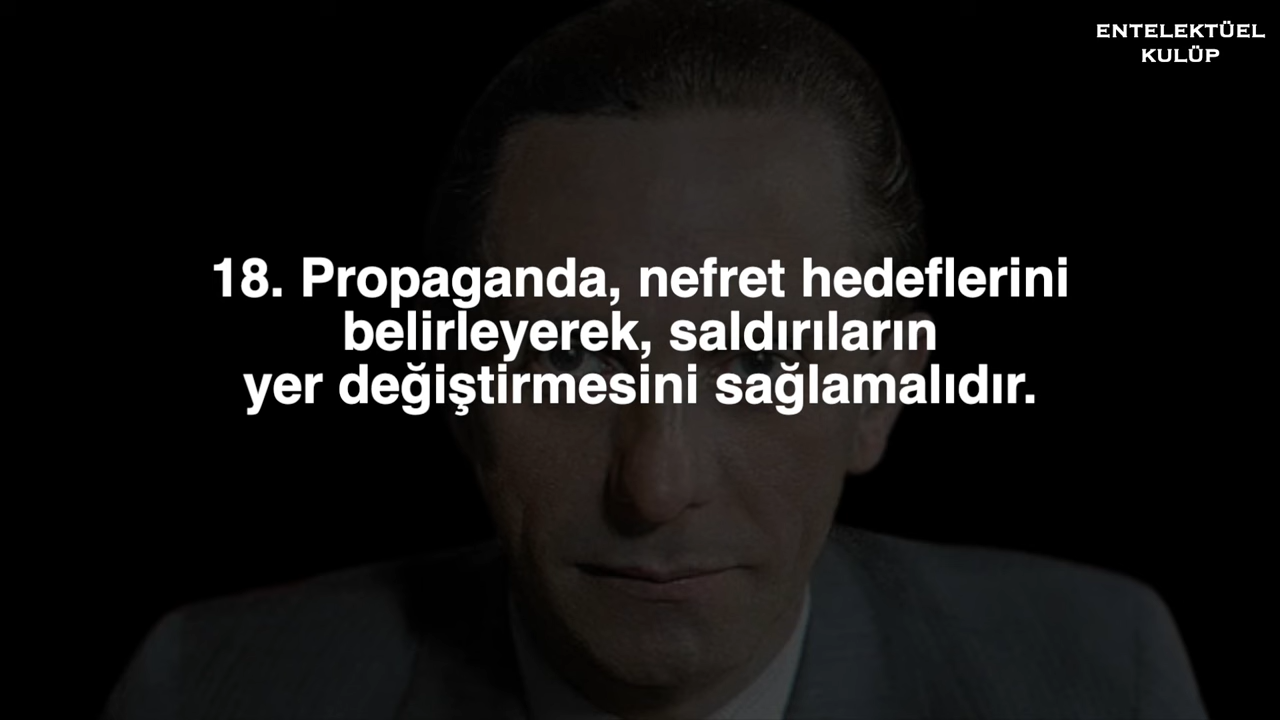 ENTELEKTÜEL
KULÜP
18. Propaganda, nefret hedeflerini
belirleyerek, saldırıların
yer değiştirmesini sağlamalıdır.